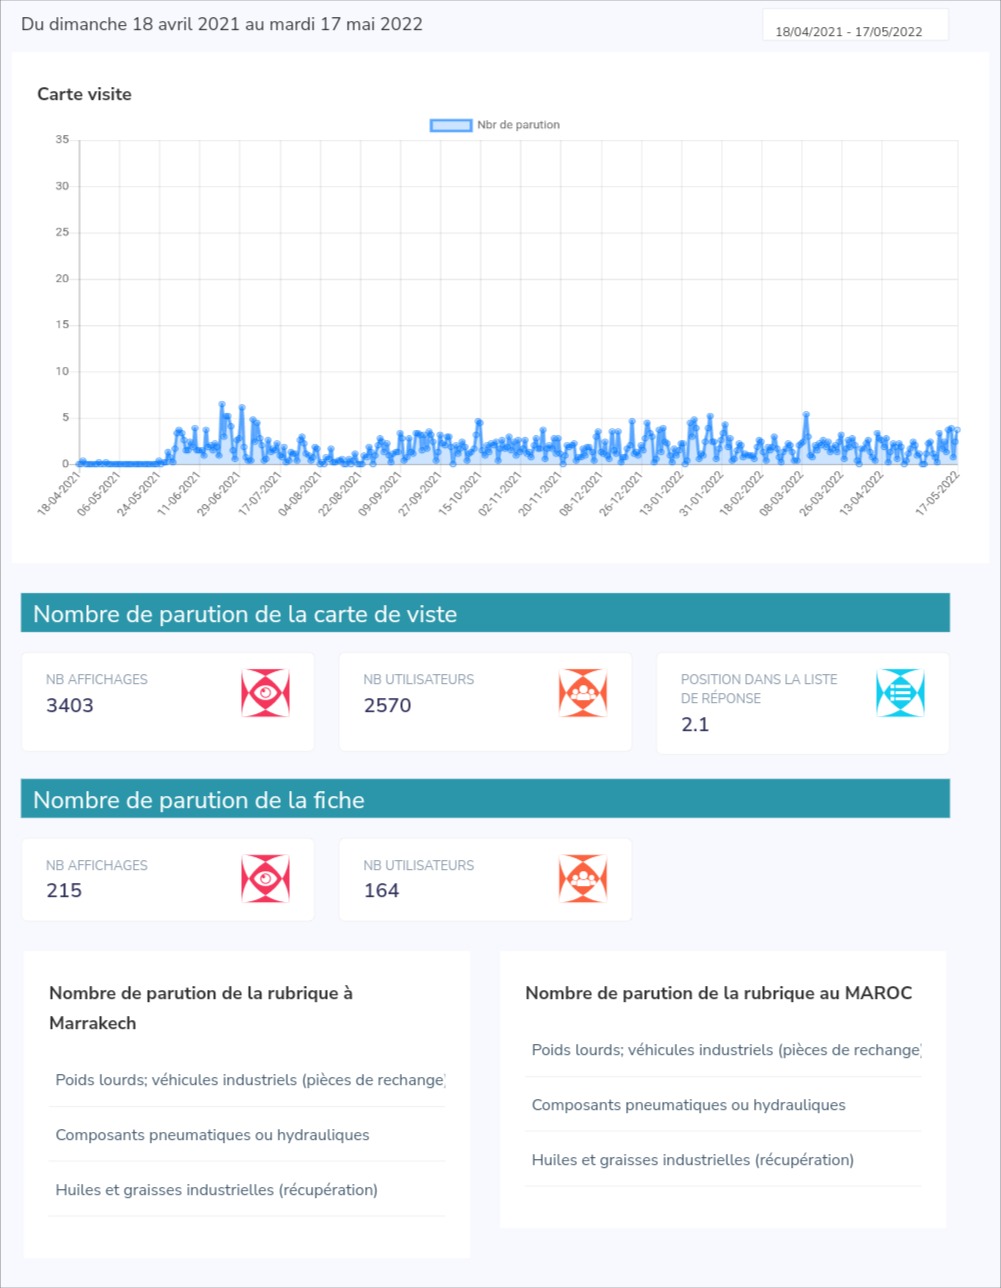 Du dimanche 18 avril 2021 au mardi 17 mai 2022
18/04/2021 - 17/05/2022
Carte visite
Nbr de parution
35
30
25
20
15
10
5
0
18-04-2021
06-05-2021
24-05-2021
11-06-2021
29-06-2021
17-07-2021
04-08-2021
22-08-2021
09-09-2021
27-09-2021
15-10-2021
02-11-2021
20-11-2021
08-12-2021
26-12-2021
13-01-2022
31-01-2022
18-02-2022
08-03-2022
26-03-2022
13-04-2022
17-05-2022
Nombre de parution de la carte de viste
NB AFFICHAGES
3403
NB UTILISATEURS
2570
POSITION DANS LA LISTE
DE RÉPONSE
2.1
Nombre de parution de la fiche
NB AFFICHAGES
215
NB UTILISATEURS
164
Nombre de parution de la rubrique à
Marrakech
Poids lourds; véhicules industriels (pièces de rechange)
Composants pneumatiques ou hydrauliques
Huiles et graisses industrielles (récupération)
Nombre de parution de la rubrique au MAROC
Poids lourds; véhicules industriels (pièces de rechange)
Composants pneumatiques ou hydrauliques
Huiles et graisses industrielles (récupération)